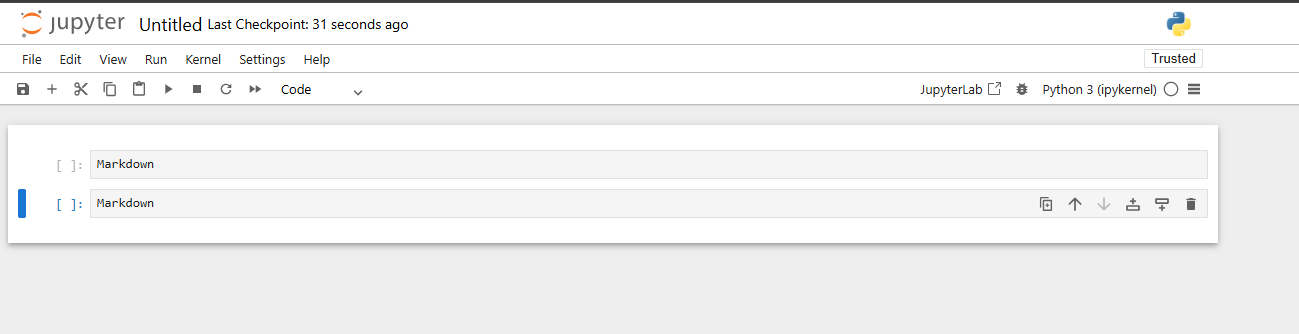 jupyter Untitled Last Checkpoint: 31 seconds ago
File Edit View Run Kernel Settings Help
Trusted
Code JupyterLab Python 3 (ipykernel)
[ ]: Markdown
[ ]: Markdown